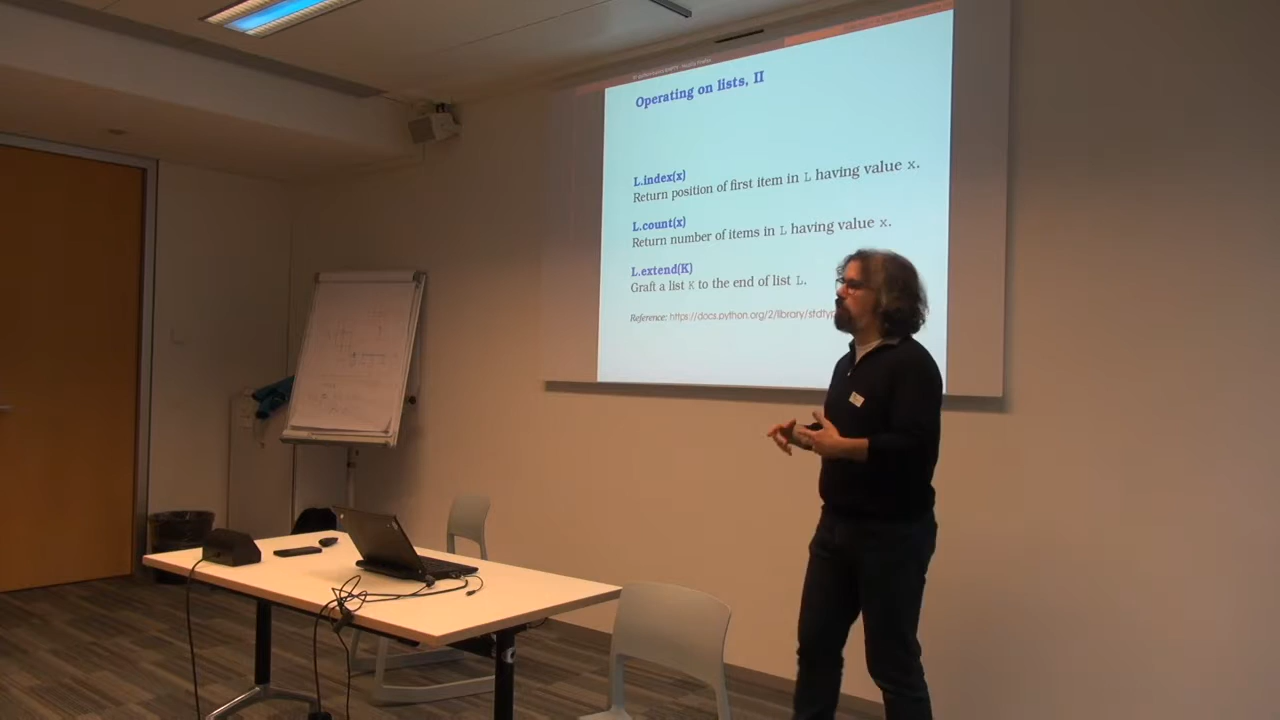 Operating on lists, II
L.index(x)
Return position of first item in L having value x.
L.count(x)
Return number of items in L having value x.
L.extend(K)
Graft a list K to the end of list L.
Reference: https://docs.python.org/2/library/stdtyp